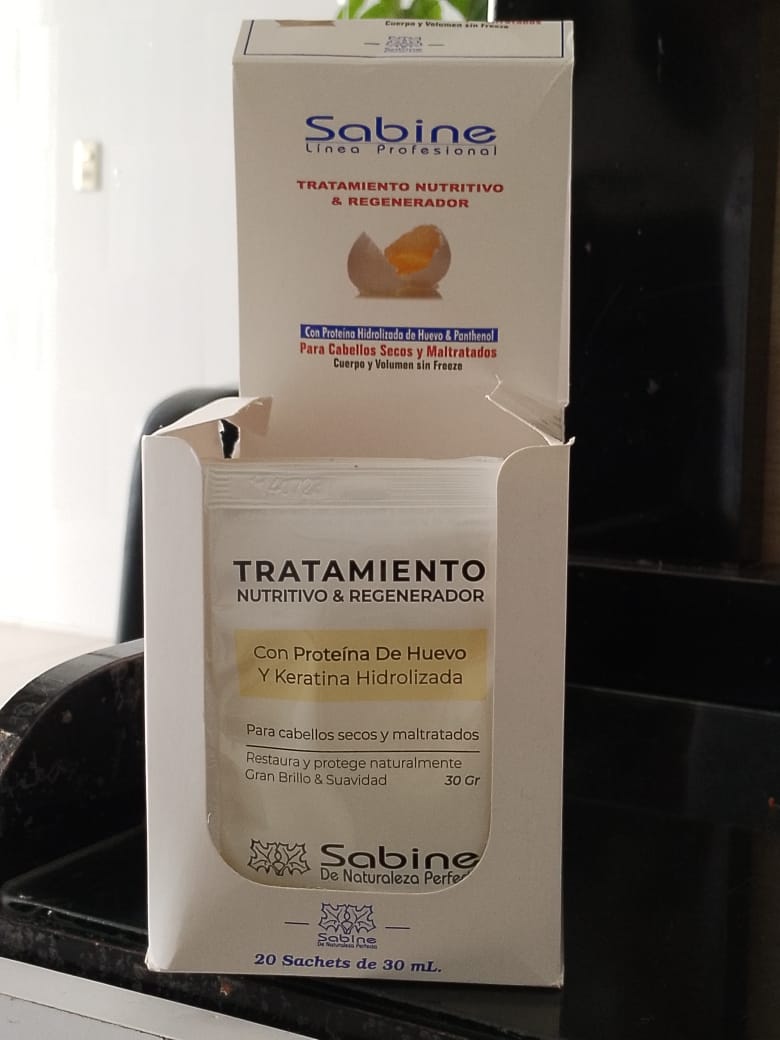 Cuerpo y Volumen sin Freeze
Sabine
Línea Profesional
TRATAMIENTO NUTRITIVO
& REGENERADOR
Con Proteína Hidrolizada de Huevo & Panthenol
Para Cabellos Secos y Maltratados
Cuerpo y Volumen sin Freeze
TRATAMIENTO
NUTRITIVO & REGENERADOR
Con Proteína De Huevo
Y Keratina Hidrolizada
Para cabellos secos y maltratados
Restaura y protege naturalmente
Gran Brillo & Suavidad 30 Gr
Sabine
De Naturaleza Perfe
Sabine
De Naturaleza Perfecta
20 Sachets de 30 mL.